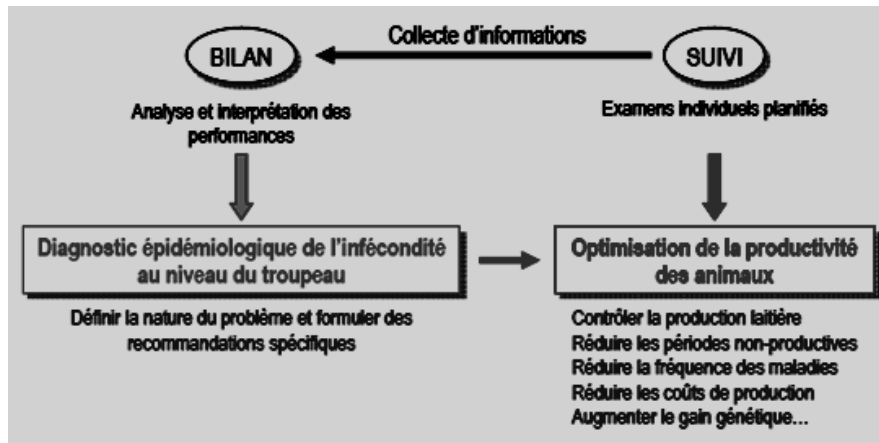 Collecte d'informations
BILAN
SUIVI
Analyse et interprétation des
performances
Examens individuels planifiés
Diagnostic épidémiologique de l'infécondité
au niveau du troupeau
Optimisation de la productivité
des animaux
Définir la nature du problème et formuler des
recommandations spécifiques
Contrôler la production laitière
Réduire les périodes non-productives
Réduire la fréquence des maladies
Réduire les coûts de production
Augmenter le gain génétique...